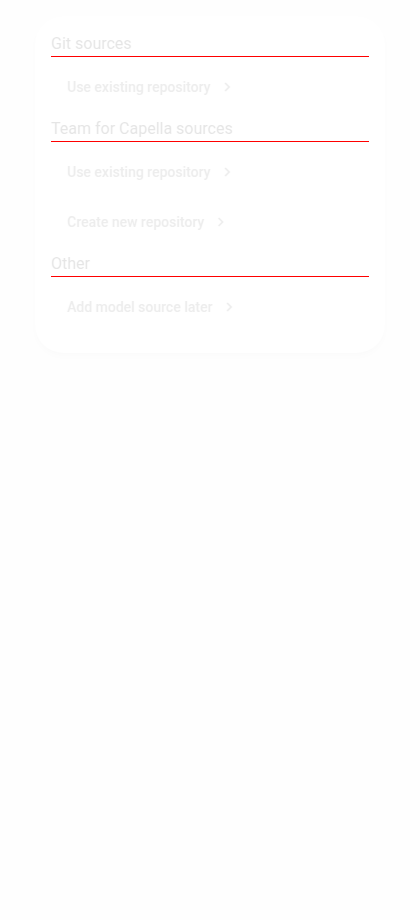 Git sources
Use existing repository
Team for Capella sources
Use existing repository
Create new repository
Other
Add model source later